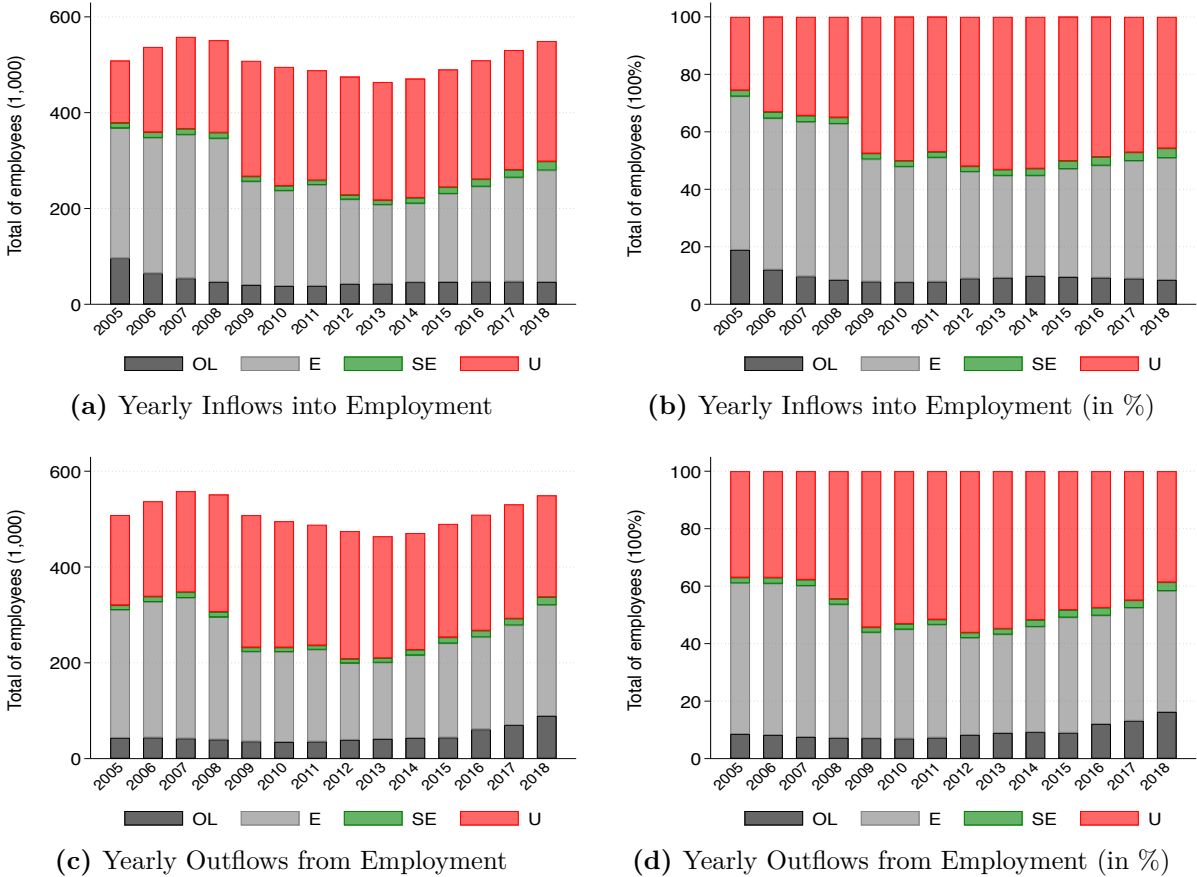 Total of employees (1,000)
600
400
200
0
2005 2006 2007 2008 2009 2010 2011 2012 2013 2014 2015 2016 2017 2018
OL E SE U
(a) Yearly Inflows into Employment
Total of employees (100%)
100
80
60
40
20
0
2005 2006 2007 2008 2009 2010 2011 2012 2013 2014 2015 2016 2017 2018
OL E SE U
(b) Yearly Inflows into Employment (in %)
Total of employees (1,000)
600
400
200
0
2005 2006 2007 2008 2009 2010 2011 2012 2013 2014 2015 2016 2017 2018
OL E SE U
(c) Yearly Outflows from Employment
Total of employees (100%)
100
80
60
40
20
0
2005 2006 2007 2008 2009 2010 2011 2012 2013 2014 2015 2016 2017 2018
OL E SE U
(d) Yearly Outflows from Employment (in %)